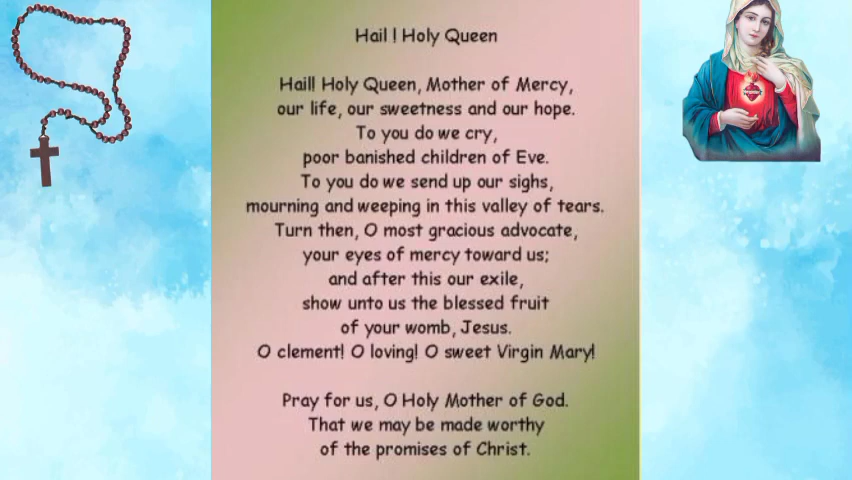 Hail ! Holy Queen
Hail! Holy Queen, Mother of Mercy,
our life, our sweetness and our hope.
To you do we cry,
poor banished children of Eve.
To you do we send up our sighs,
mourning and weeping in this valley of tears.
Turn then, O most gracious advocate,
your eyes of mercy toward us;
and after this our exile,
show unto us the blessed fruit
of your womb, Jesus.
O clement! O loving! O sweet Virgin Mary!
Pray for us, O Holy Mother of God.
That we may be made worthy
of the promises of Christ.